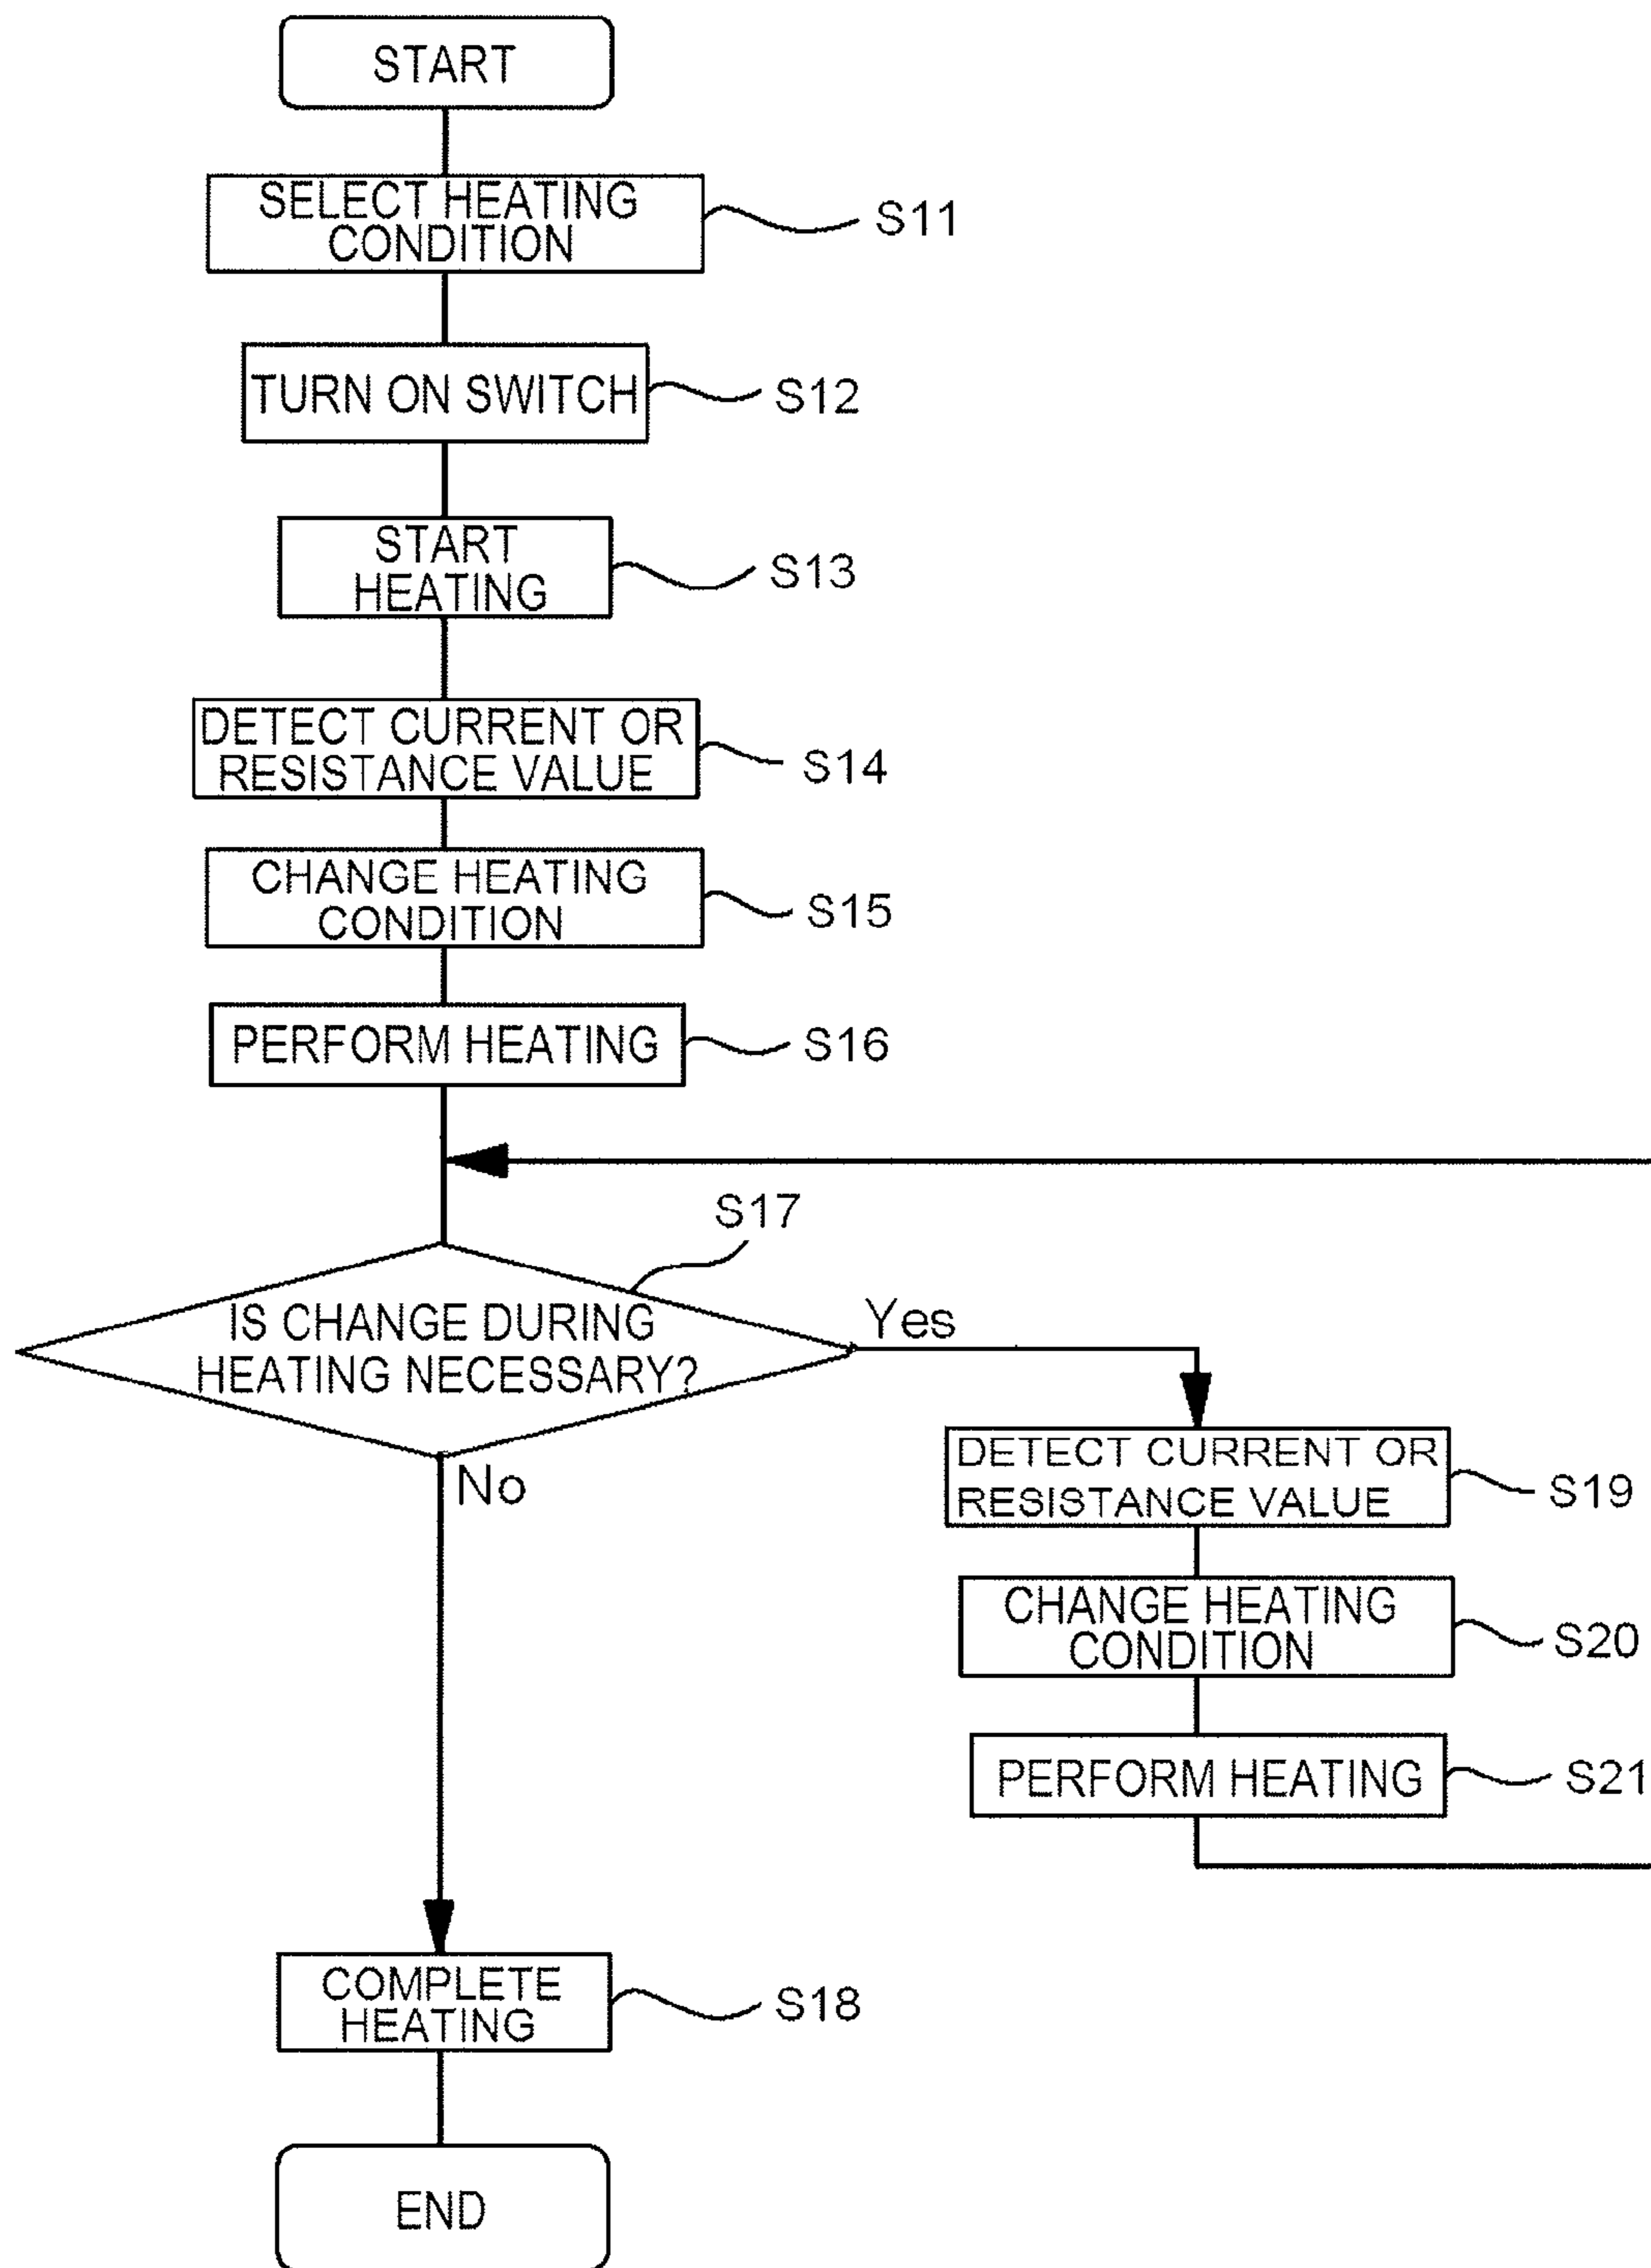 START
SELECT HEATING
CONDITION
S11
TURN ON SWITCH
S12
START
HEATING
S13
DETECT CURRENT OR
RESISTANCE VALUE
S14
CHANGE HEATING
CONDITION
S15
PERFORM HEATING
S16
S17
IS CHANGE DURING
HEATING NECESSARY?
Yes
No
DETECT CURRENT OR
RESISTANCE VALUE
S19
CHANGE HEATING
CONDITION
S20
PERFORM HEATING
S21
COMPLETE
HEATING
S18
END